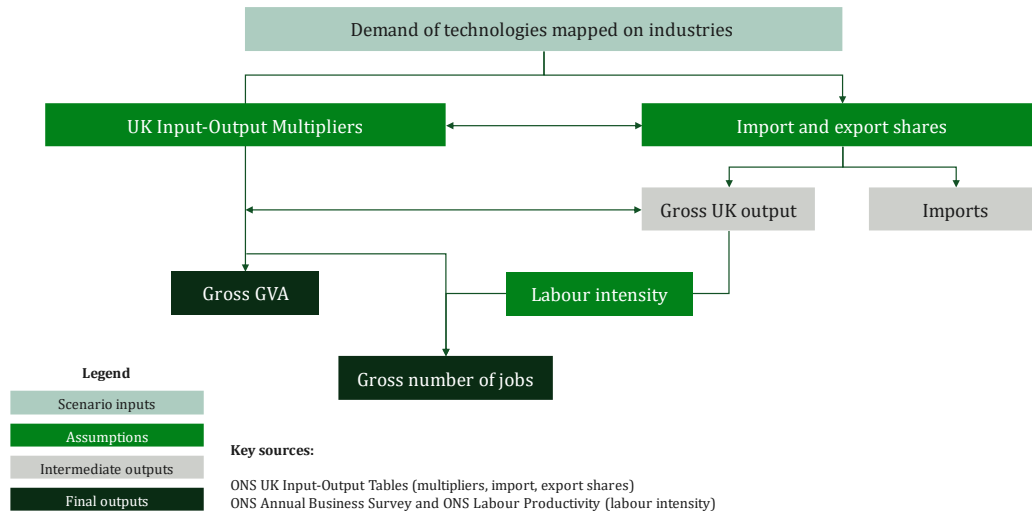 Demand of technologies mapped on industries
UK Input-Output Multipliers
Import and export shares
Gross UK output
Imports
Gross GVA
Labour intensity
Gross number of jobs
Legend
Scenario inputs
Assumptions
Intermediate outputs
Final outputs
Key sources:
ONS UK Input-Output Tables (multipliers, import, export shares)
ONS Annual Business Survey and ONS Labour Productivity (labour intensity)